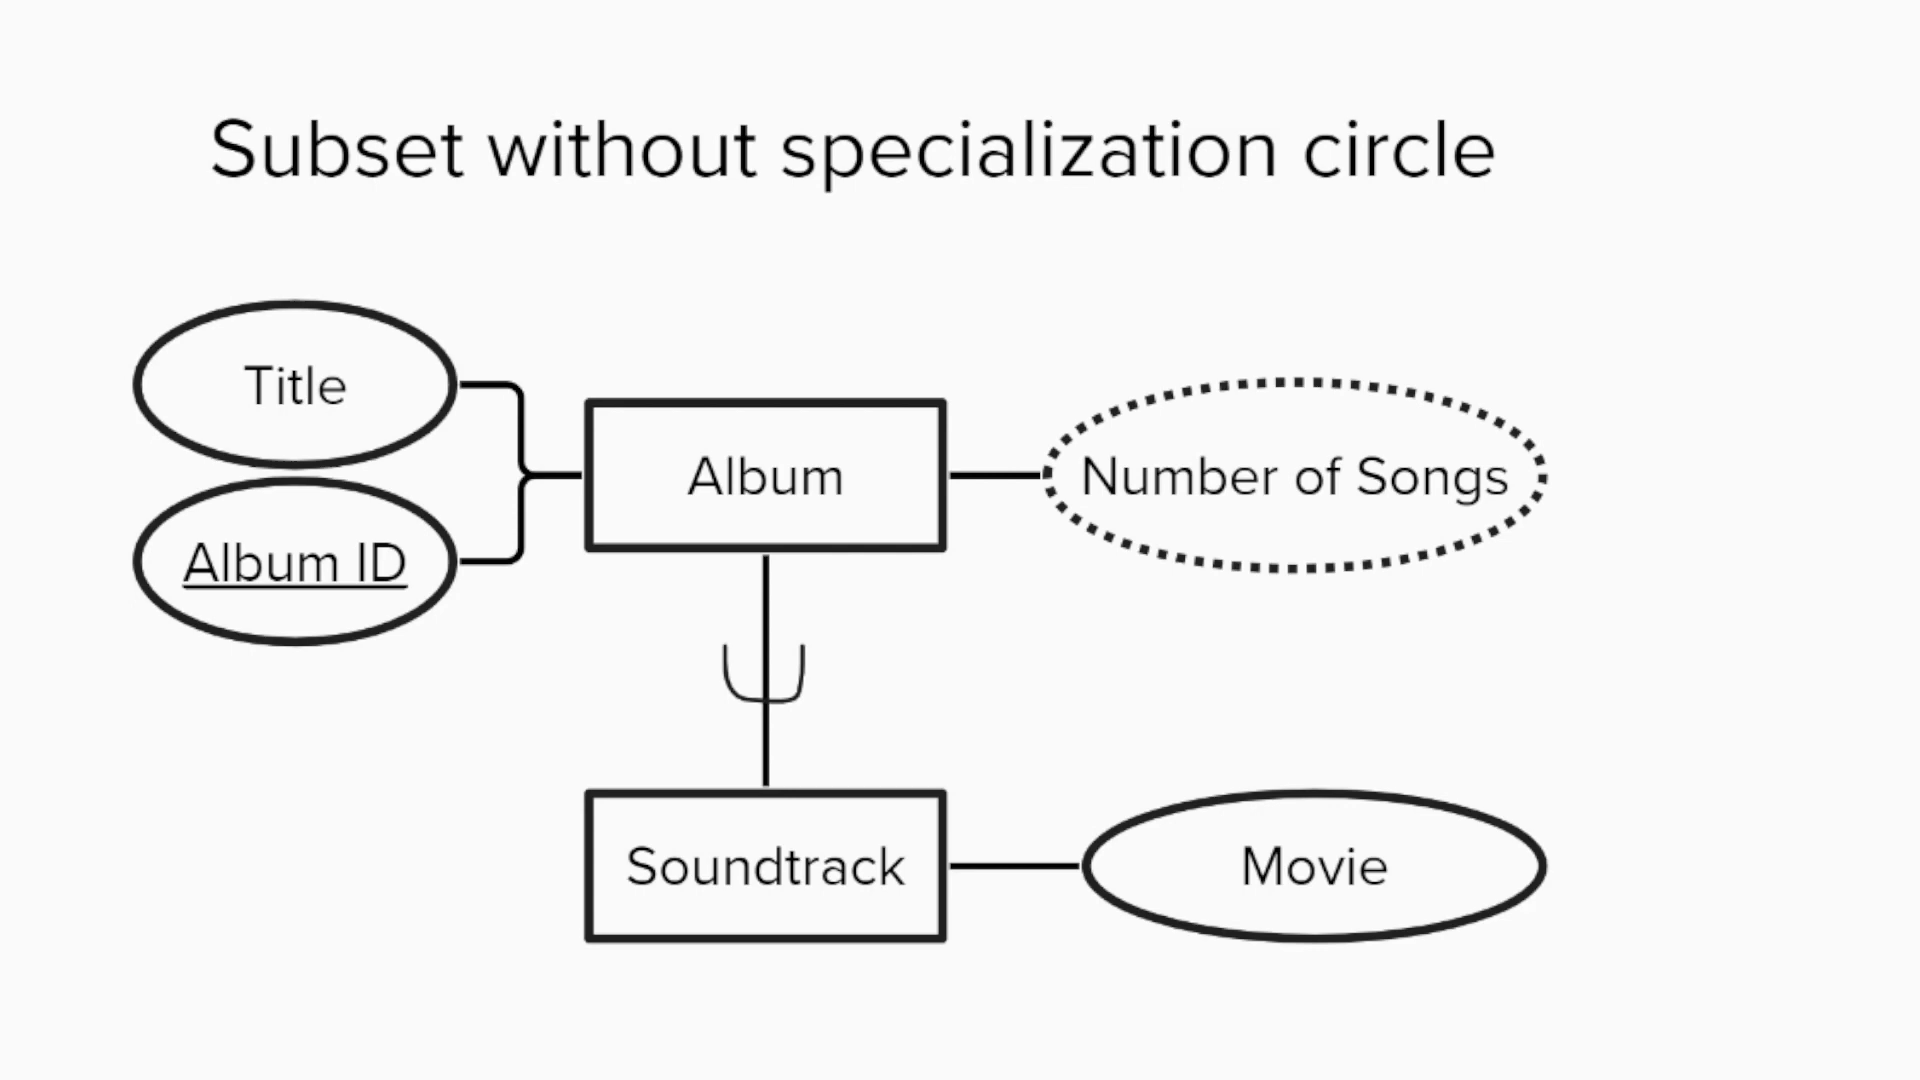 Subset without specialization circle
Title
Album ID
Album
Number of Songs
Soundtrack
Movie